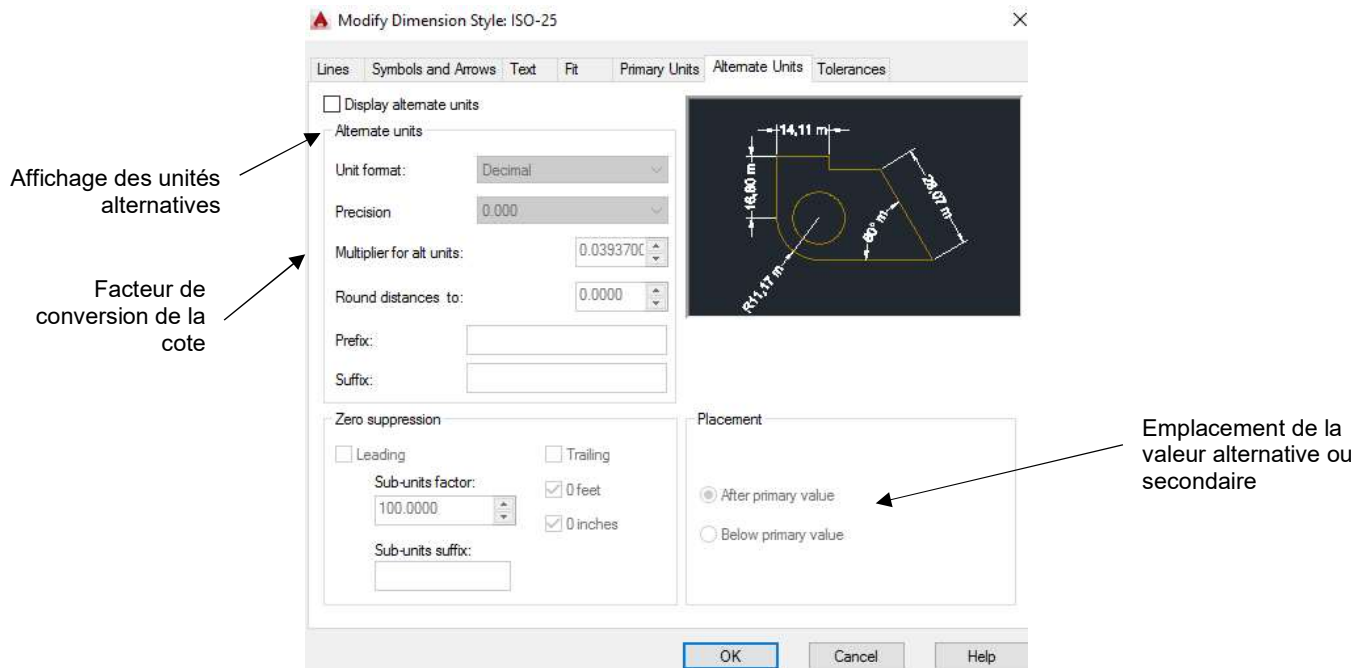 Modify Dimension Style: ISO-25
Lines Symbols and Arrows Text Fit Primary Units Alternate Units Tolerances
Display alternate units
Alternate units
Unit format: Decimal
Precision 0.000
Multiplier for alt units: 0.039370
Round distances to: 0.0000
Prefix:
Suffix:
14,11 m
16,60 m
28,07 m
60° m
R11,17 m
Affichage des unités
alternatives
Facteur de
conversion de la
cote
Zero suppression
Leading
Trailing
Sub-units factor:
100.0000
0 feet
0 inches
Sub-units suffix:
Placement
After primary value
Below primary value
Emplacement de la
valeur alternative ou
secondaire
OK Cancel Help